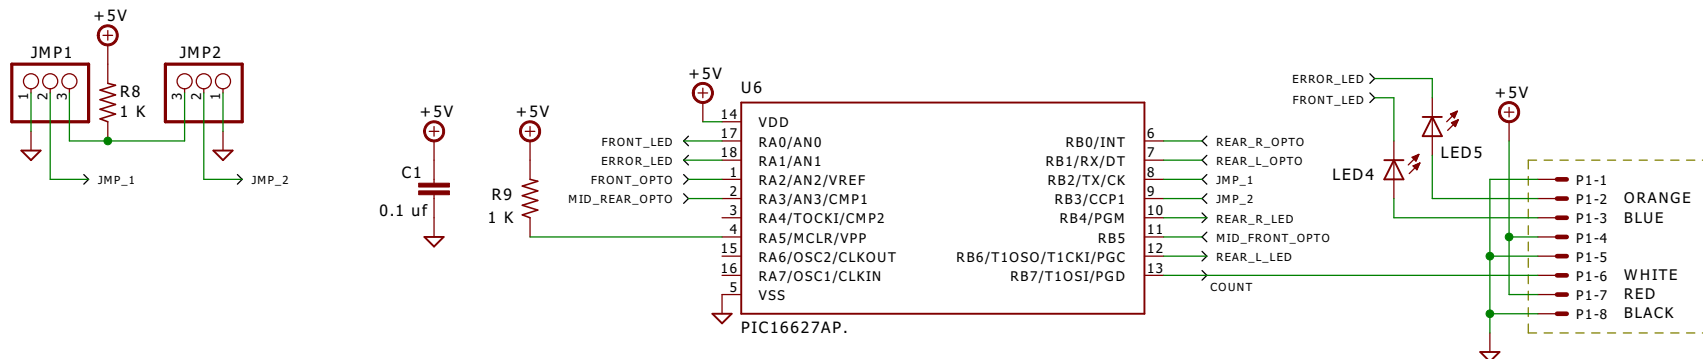 +5V
JMP1
JMP2
1
2
3
R8
1 K
3
2
1
JMP_1
JMP_2
+5V
C1
0.1 uf
+5V
R9
1 K
+5V
U6
14 VDD
FRONT_LED 17 RA0/AN0
ERROR_LED 18 RA1/AN1
FRONT_OPTO 1 RA2/AN2/VREF
MID_REAR_OPTO 2 RA3/AN3/CMP1
3 RA4/TOCKI/CMP2
4 RA5/MCLR/VPP
15 RA6/OSC2/CLKOUT
16 RA7/OSC1/CLKIN
5 VSS
RB0/INT 6 REAR_R_OPTO
RB1/RX/DT 7 REAR_L_OPTO
RB2/TX/CK 8 JMP_1
RB3/CCP1 9 JMP_2
RB4/PGM 10 REAR_R_LED
RB5 11 MID_FRONT_OPTO
RB6/T1OSO/T1CKI/PGC 12 REAR_L_LED
RB7/T1OSI/PGD 13
COUNT
PIC16627AP.
ERROR_LED
FRONT_LED
LED5
LED4
+5V
P1-1
P1-2 ORANGE
P1-3 BLUE
P1-4
P1-5
P1-6 WHITE
P1-7 RED
P1-8 BLACK